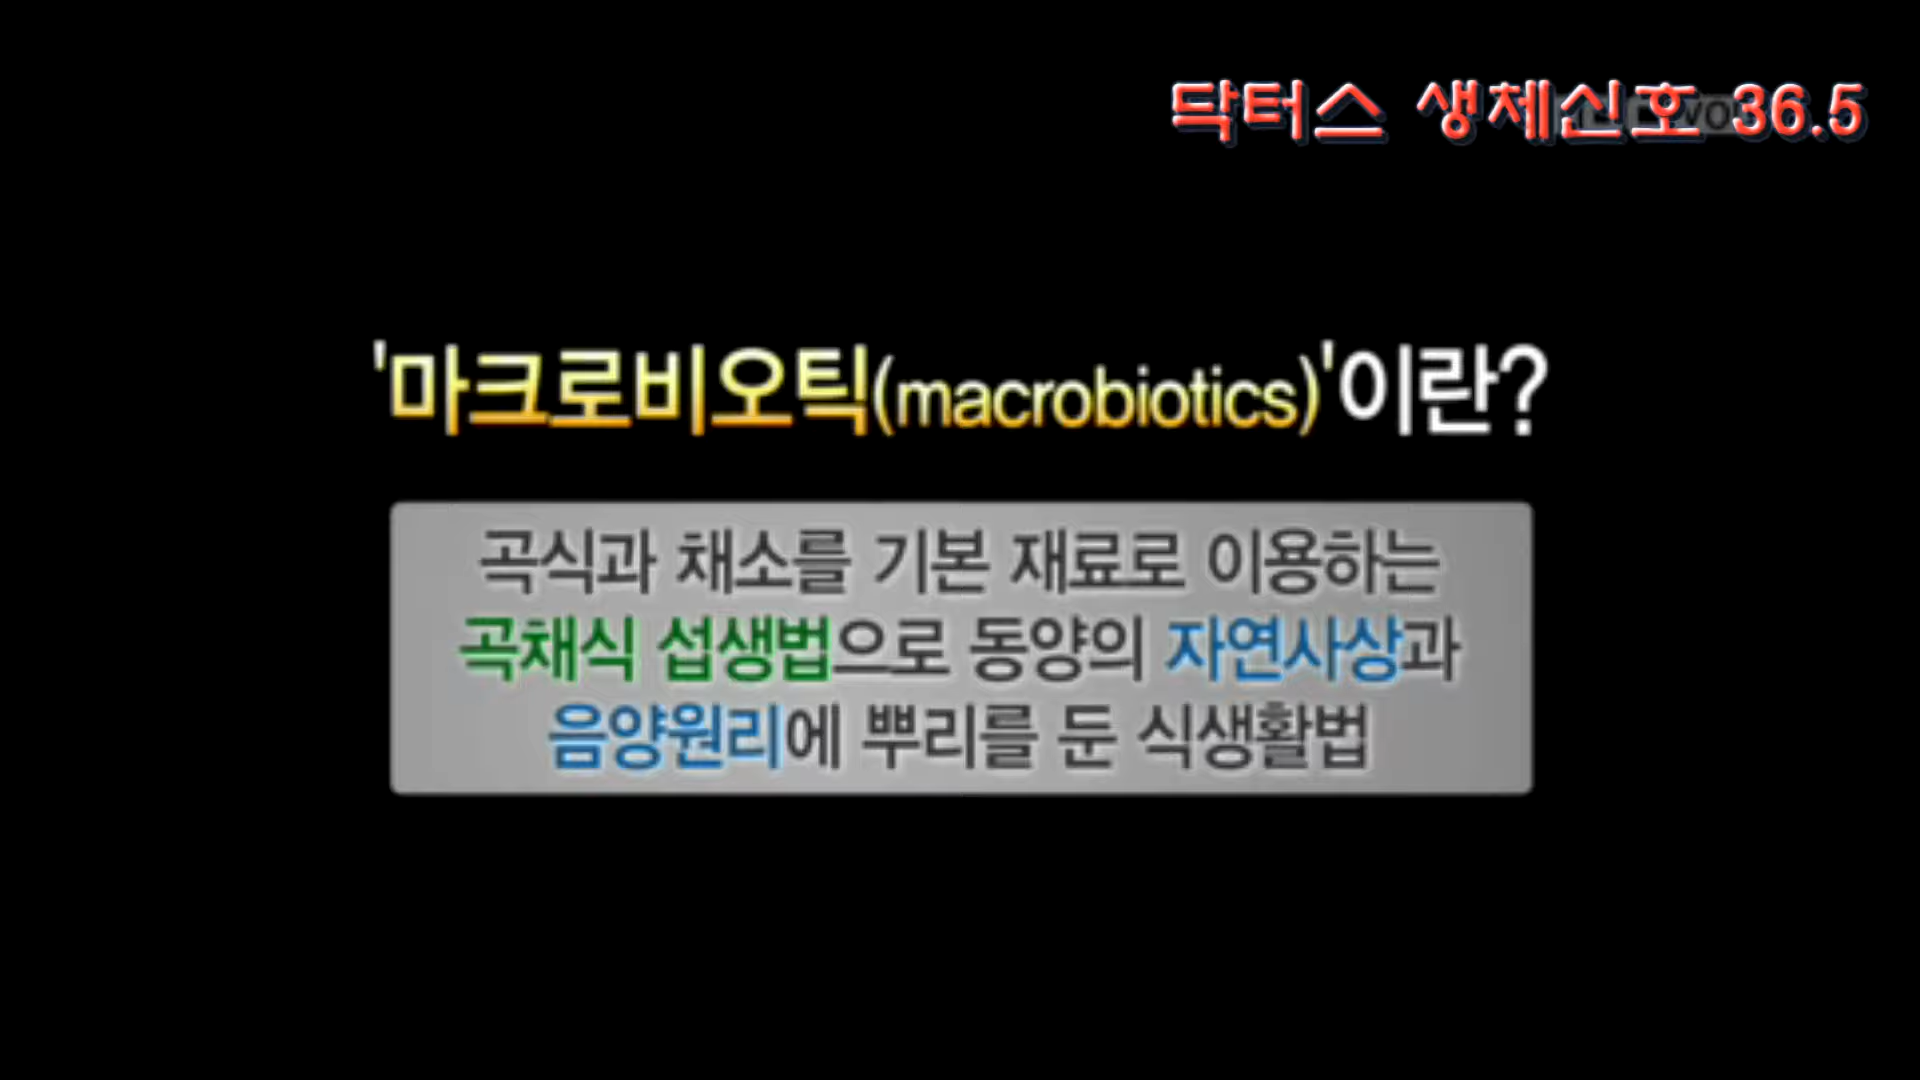 닥터스 생체신호 36.5
'마크로비오틱(macrobiotics)'이란?
곡식과 채소를 기본 재료로 이용하는
곡채식 섭생법으로 동양의 자연사상과
음양원리에 뿌리를 둔 식생활법